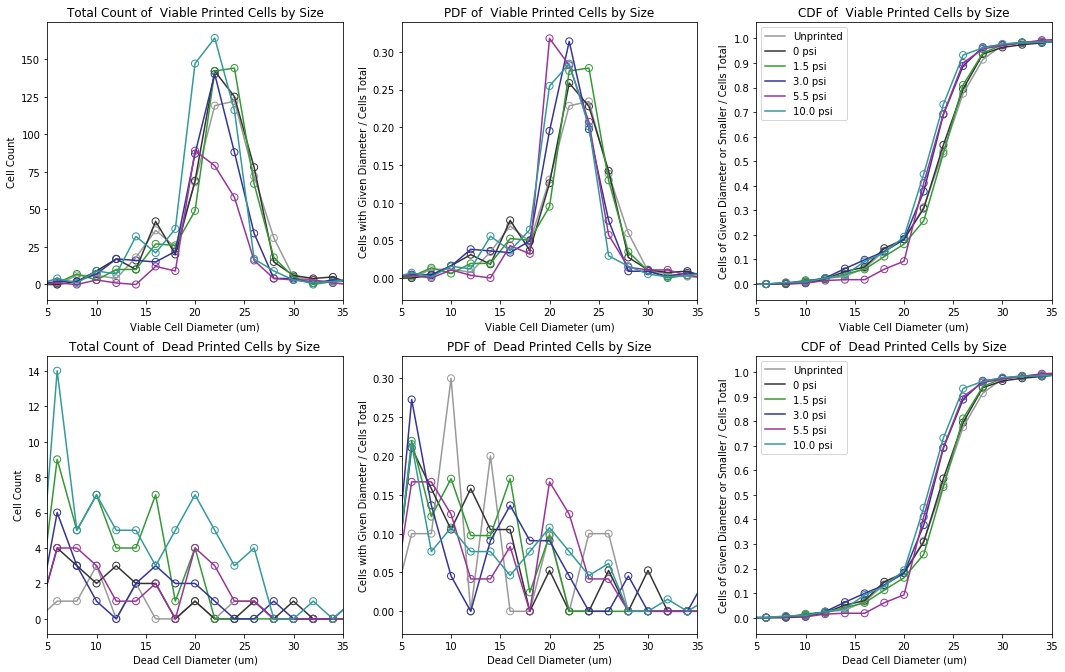 Total Count of  Viable Printed Cells by Size
Cell Count
150
125
100
75
50
25
0
5 10 15 20 25 30 35
Viable Cell Diameter (um)
PDF of  Viable Printed Cells by Size
Cells with Given Diameter / Cells Total
0.30
0.25
0.20
0.15
0.10
0.05
0.00
5 10 15 20 25 30 35
Viable Cell Diameter (um)
CDF of  Viable Printed Cells by Size
Cells of Given Diameter or Smaller / Cells Total
1.0
0.9
0.8
0.7
0.6
0.5
0.4
0.3
0.2
0.1
0.0
Unprinted
0 psi
1.5 psi
3.0 psi
5.5 psi
10.0 psi
5 10 15 20 25 30 35
Viable Cell Diameter (um)
Total Count of  Dead Printed Cells by Size
Cell Count
14
12
10
8
6
4
2
0
5 10 15 20 25 30 35
Dead Cell Diameter (um)
PDF of  Dead Printed Cells by Size
Cells with Given Diameter / Cells Total
0.30
0.25
0.20
0.15
0.10
0.05
0.00
5 10 15 20 25 30 35
Dead Cell Diameter (um)
CDF of  Dead Printed Cells by Size
Cells of Given Diameter or Smaller / Cells Total
1.0
0.9
0.8
0.7
0.6
0.5
0.4
0.3
0.2
0.1
0.0
Unprinted
0 psi
1.5 psi
3.0 psi
5.5 psi
10.0 psi
5 10 15 20 25 30 35
Dead Cell Diameter (um)